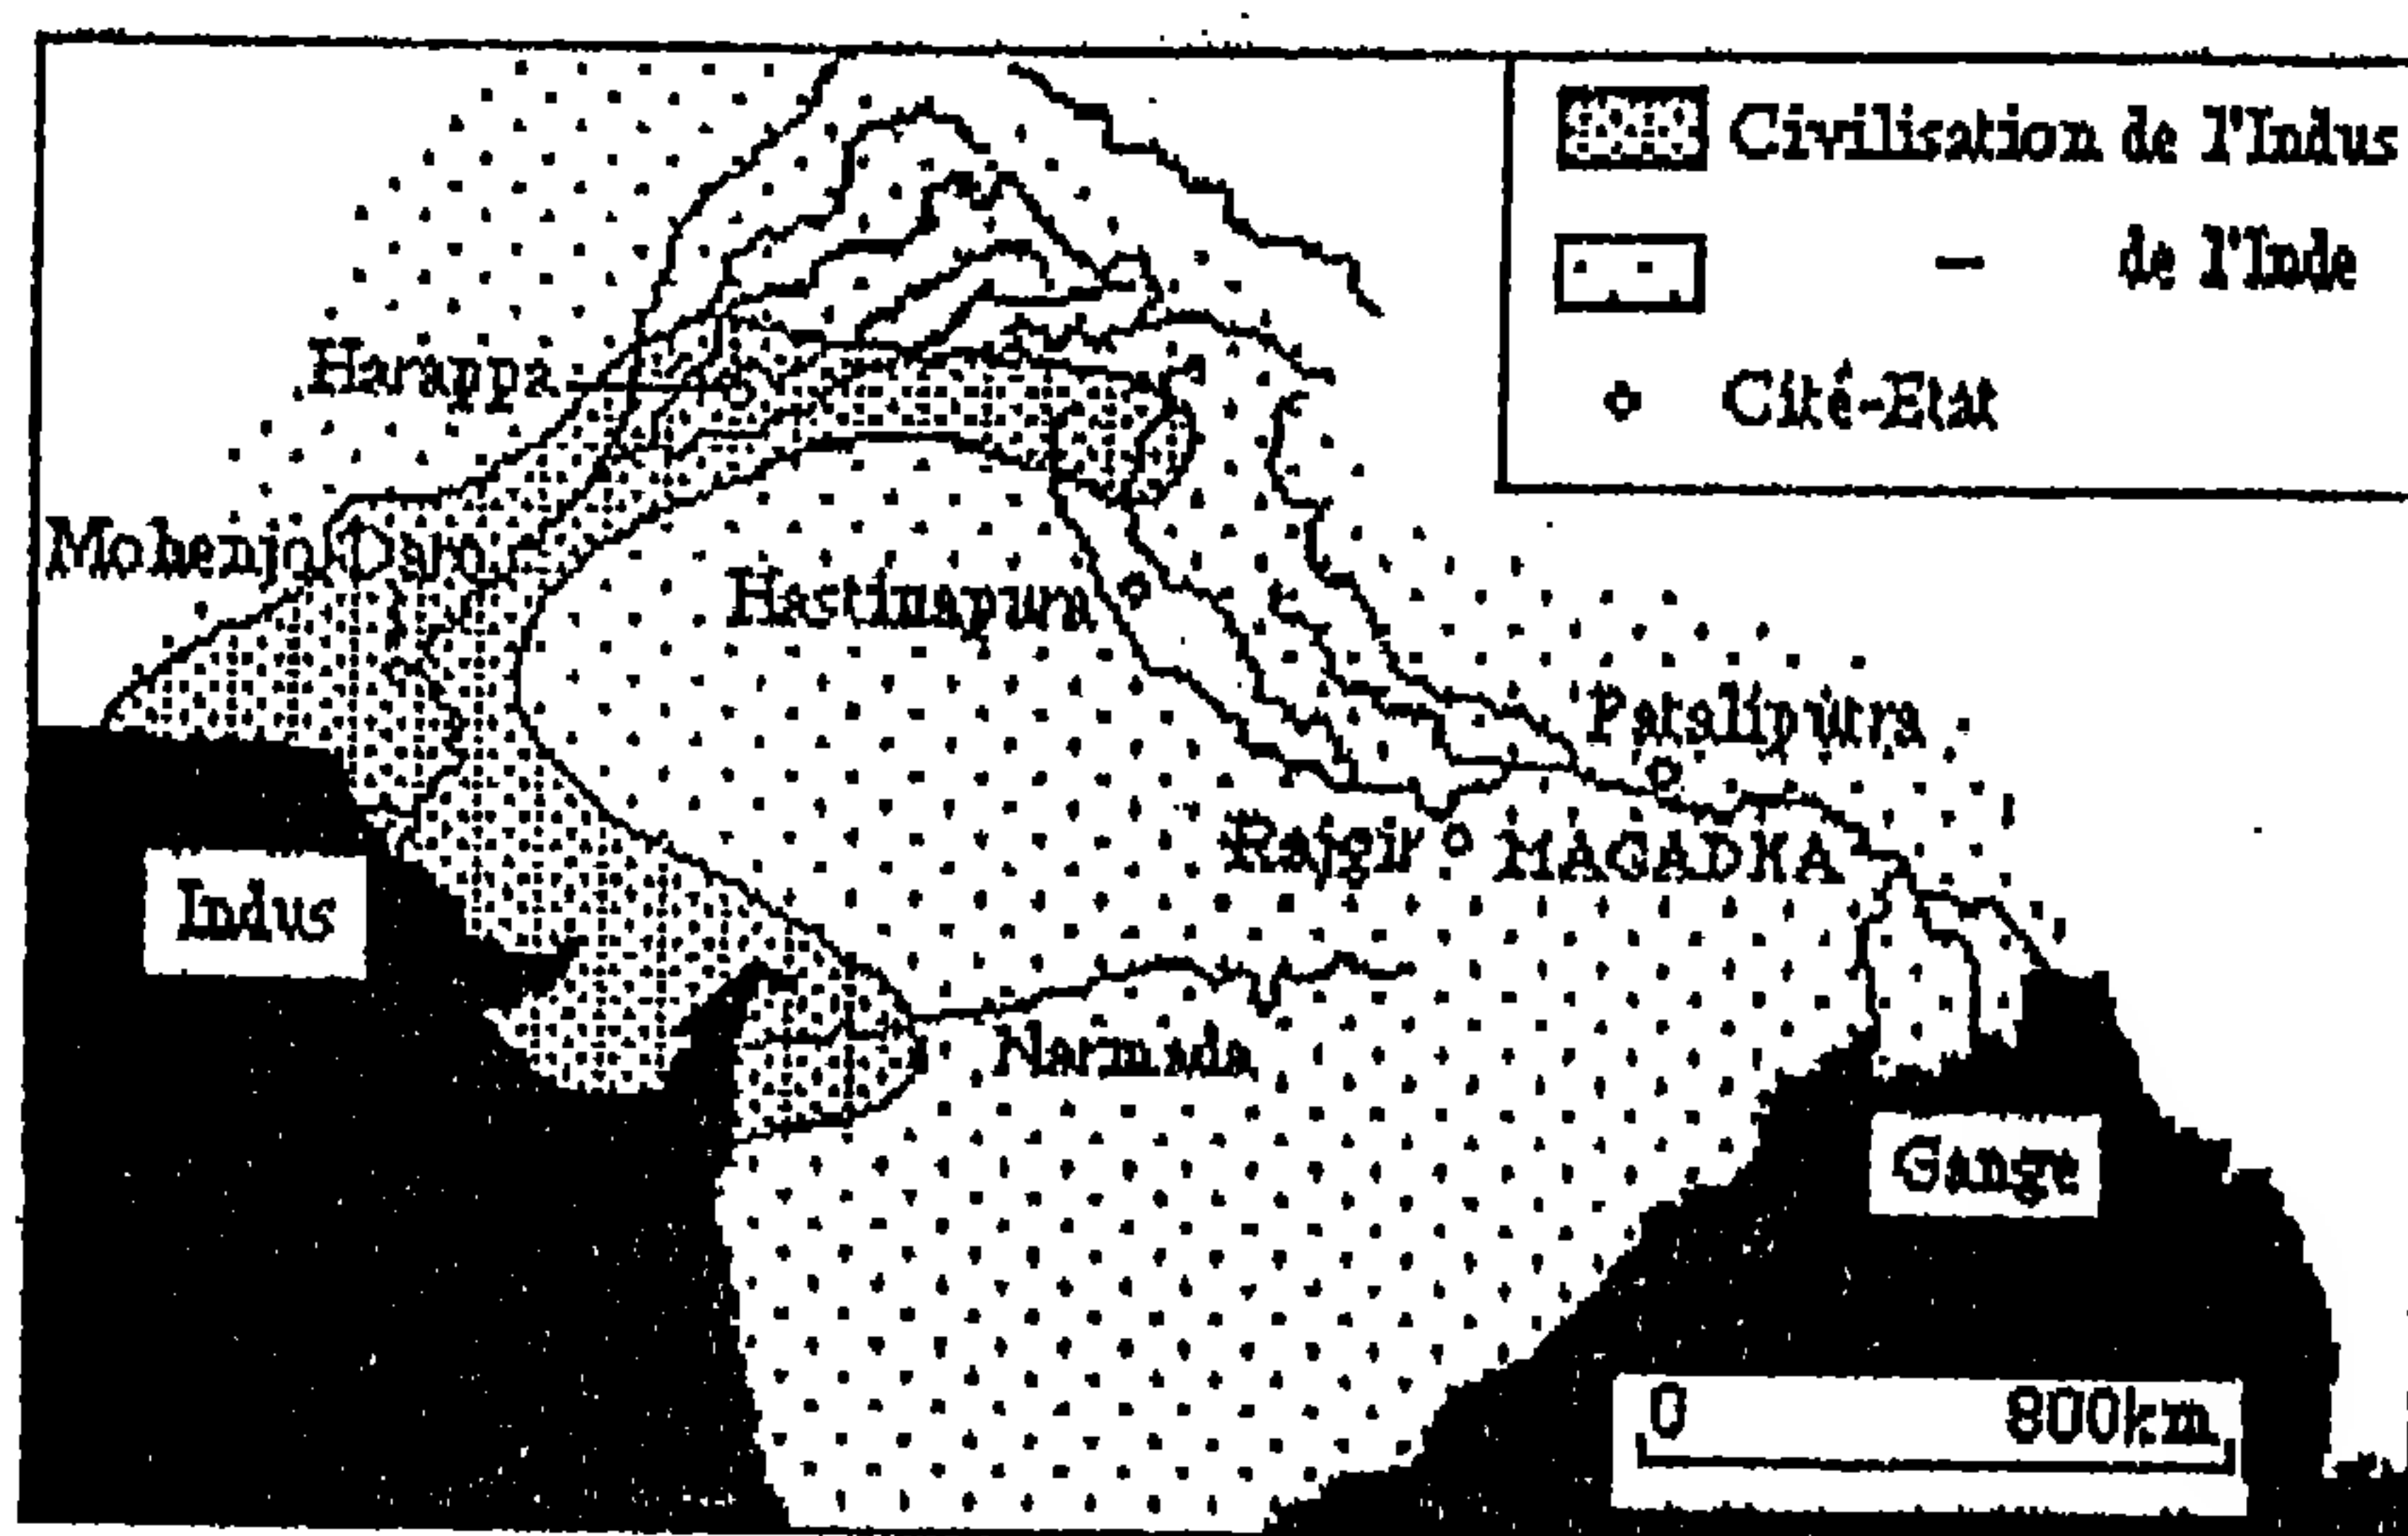 Civilisation de l'Indus
– de l'Inde
Cité-Etat
Harappa
Mohenjo Daro
Hastinapura
Pataliputra
Rajgir
MAGADHA
Indus
Narmada
Gange
0 800km